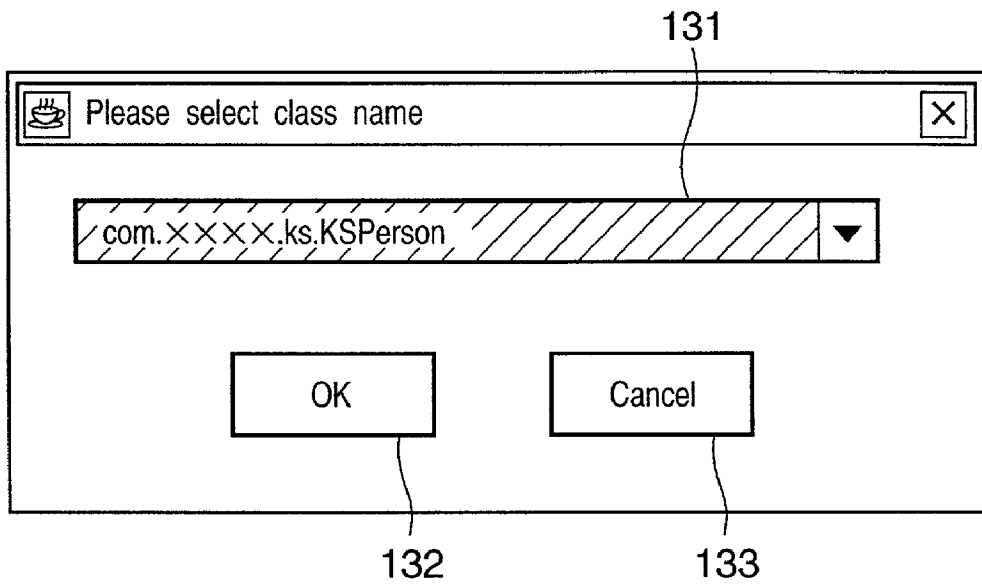 131
Please select class name
com.××××.ks.KSPerson
OK Cancel
132 133